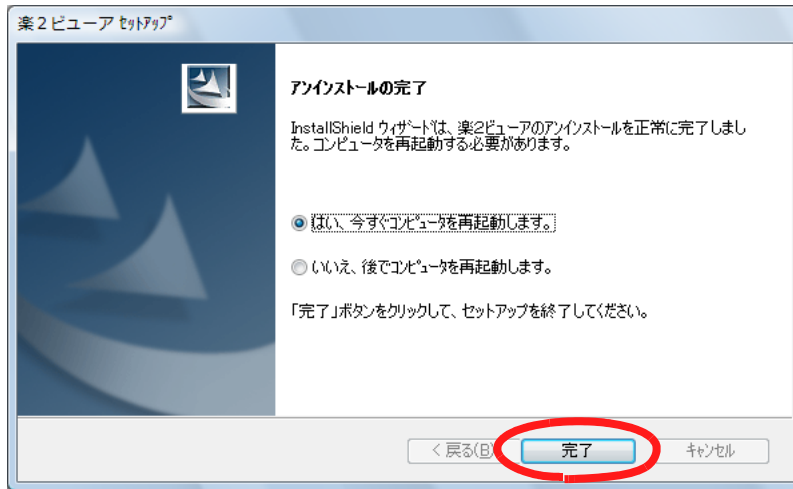 楽2ビューア ｾｯﾄｱｯﾌﾟ
ｱﾝｲﾝｽﾄｰﾙの完了
InstallShield ｳｨｻﾞｰﾄﾞは、楽2ビューアのｱﾝｲﾝｽﾄｰﾙを正常に完了しまし
た。コンピュータを再起動する必要があります。
はい、今すぐｺﾝﾋﾟｭｰﾀを再起動します。
いいえ、後でｺﾝﾋﾟｭｰﾀを再起動します。
「完了」ボタンをクリックして、セットアップを終了してください。
< 戻る(B) 完了 ｷｬﾝｾﾙ